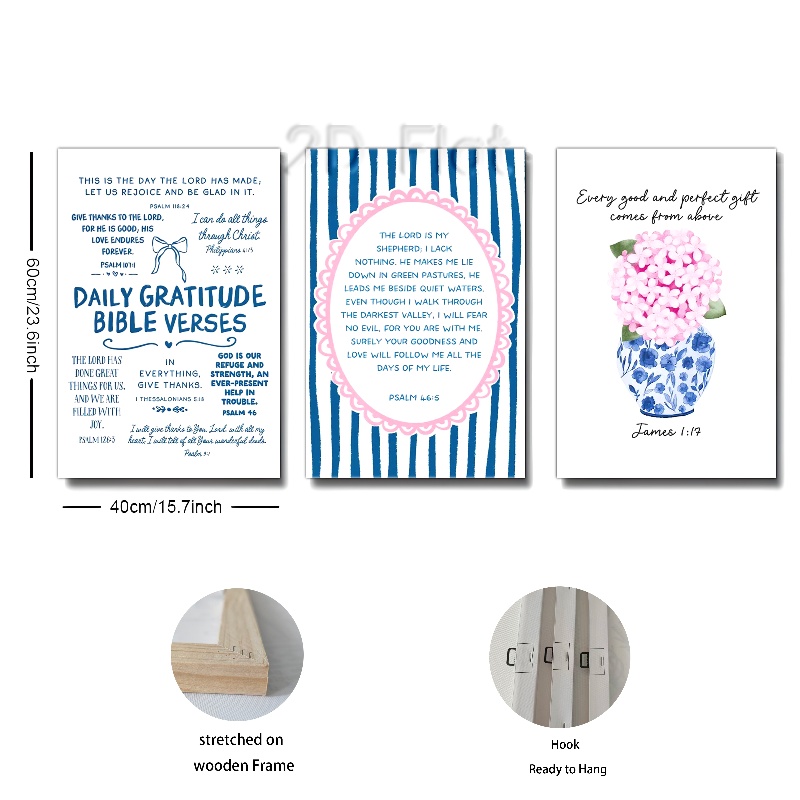 2D Flat
60cm/23.6inch
THIS IS THE DAY THE LORD HAS MADE;
LET US REJOICE AND BE GLAD IN IT.
PSALM 118:24
GIVE THANKS TO THE LORD,
FOR HE IS GOOD; HIS
LOVE ENDURES
FOREVER.
PSALM 107:1
I can do all things
through Christ.
Philippians 4:13
DAILY GRATITUDE
BIBLE VERSES
THE LORD HAS
DONE GREAT
THINGS FOR US,
AND WE ARE
FILLED WITH
JOY.
PSALM 126:3
IN
EVERYTHING,
GIVE THANKS.
1 THESSALONIANS 5:18
GOD IS OUR
REFUGE AND
STRENGTH, AN
EVER-PRESENT
HELP IN
TROUBLE.
PSALM 46
I will give thanks to You, Lord, with all my
heart; I will tell of all Your wonderful deeds.
Psalm 9:1
40cm/15.7inch
THE LORD IS MY
SHEPHERD; I LACK
NOTHING. HE MAKES ME LIE
DOWN IN GREEN PASTURES, HE
LEADS ME BESIDE QUIET WATERS.
EVEN THOUGH I WALK THROUGH
THE DARKEST VALLEY, I WILL FEAR
NO EVIL, FOR YOU ARE WITH ME.
SURELY YOUR GOODNESS AND
LOVE WILL FOLLOW ME ALL THE
DAYS OF MY LIFE.
PSALM 46:5
Every good and perfect gift
comes from above
James 1:17
stretched on
wooden Frame
Hook
Ready to Hang